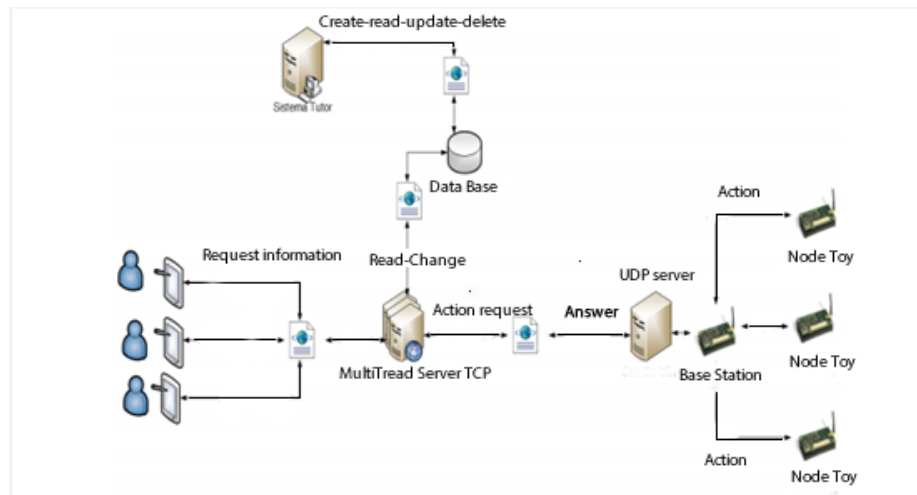 Create-read-update-delete
Sistema Tutor
Data Base
Action
Request information
Read-Change
UDP server
Node Toy
Action request
Answer
MultiTread Server TCP
Base Station
Node Toy
Action
Node Toy